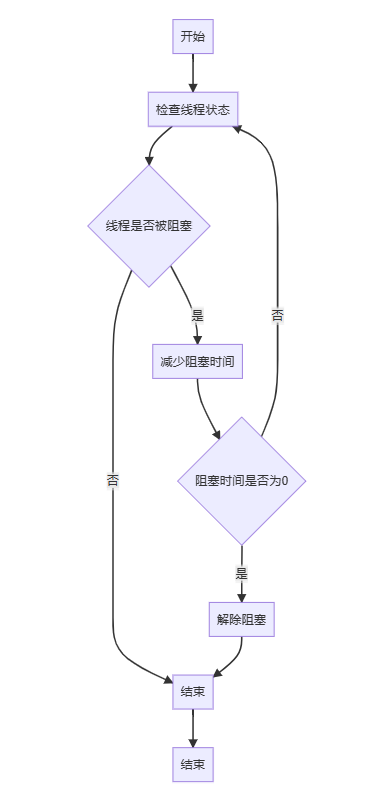 开始
检查线程状态
线程是否被阻塞
是
否
减少阻塞时间
否
阻塞时间是否为0
是
解除阻塞
结束
结束